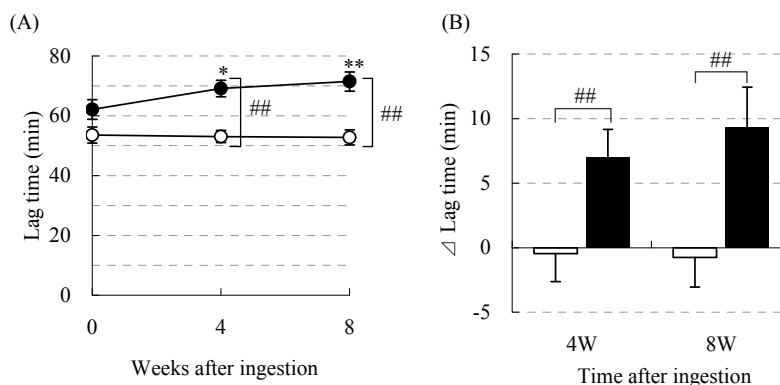 (A)
80
60
40
20
0
Lag time (min)
*
**
##
##
0
4
8
Weeks after ingestion
(B)
15
10
5
0
-5
⊿ Lag time (min)
##
##
4W
8W
Time after ingestion